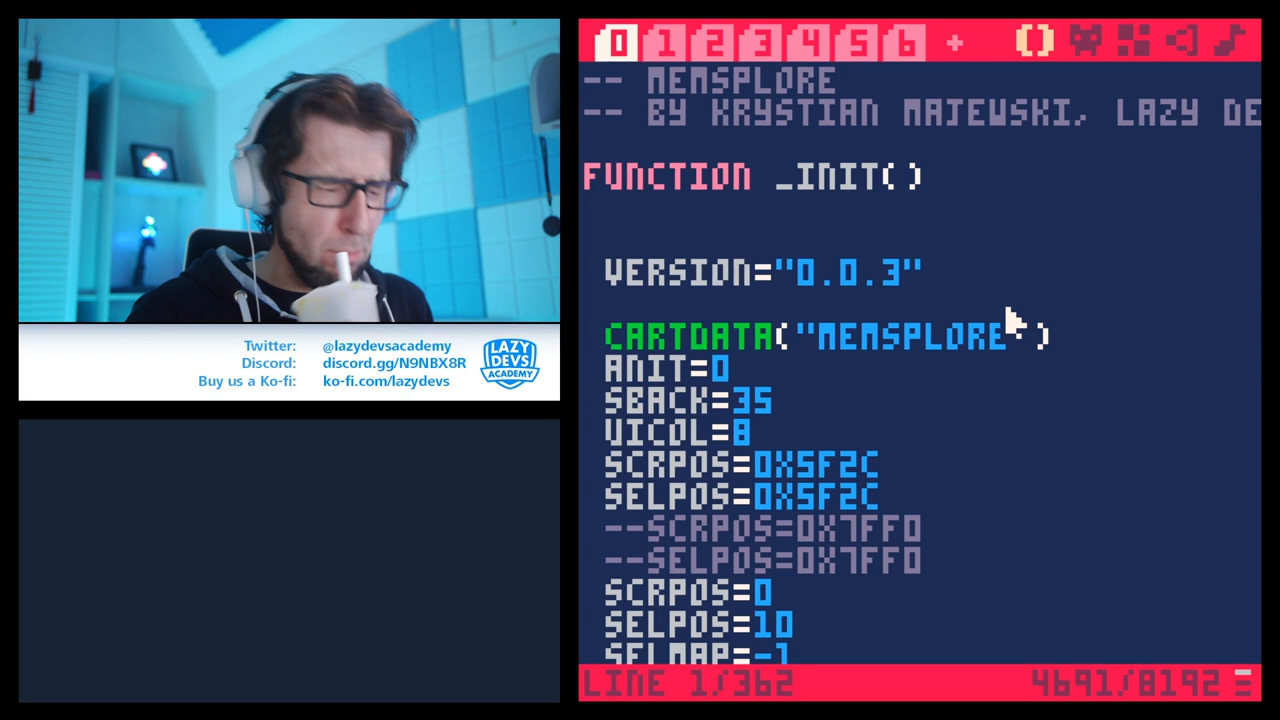 Twitter: @lazydevsacademy
Discord: discord.gg/N9NBX8R
Buy us a Ko-fi: ko-fi.com/lazydevs
LAZY
DEVS
ACADEMY
0 1 2 3 4 5 6 +
-- MEMSPLORE
-- BY KRYSTIAN MAJEWSKI, LAZY DE
FUNCTION _INIT()
VERSION="0.0.3"
CARTDATA("MEMSPLORE")
ANIT=0
SBACK=35
UICOL=8
SCRPOS=0X5F2C
SELPOS=0X5F2C
--SCRPOS=0X7FF0
--SELPOS=0X7FF0
SCRPOS=0
SELPOS=10
SELMAP=-1
LINE 1/362
4691/8192